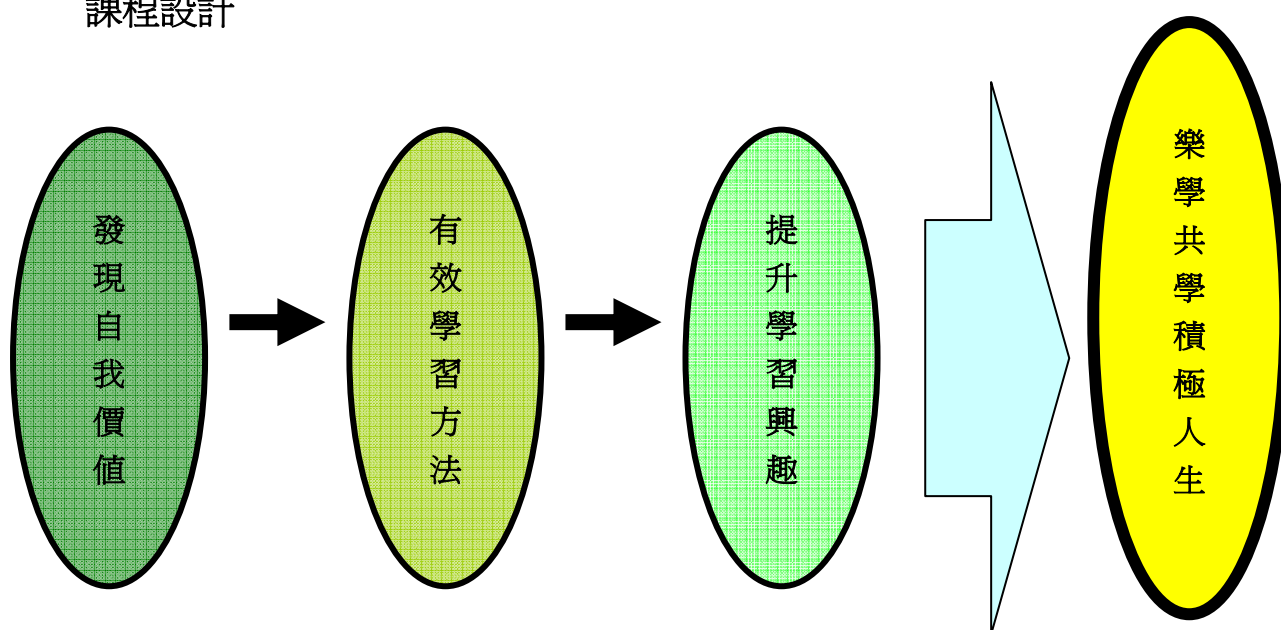 課程設計
發現自我價值
有效學習方法
提升學習興趣
樂學共學積極人生